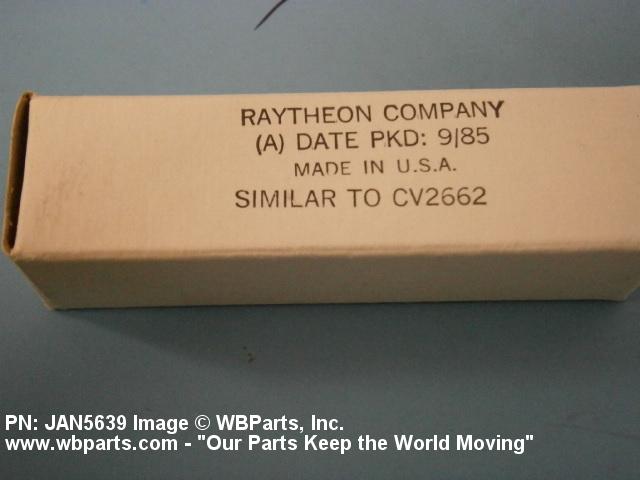 RAYTHEON COMPANY
(A) DATE PKD: 9/85
MADE IN U.S.A.
SIMILAR TO CV2662
PN: JAN5639 Image © WBParts, Inc.
www.wbparts.com - "Our Parts Keep the World Moving"